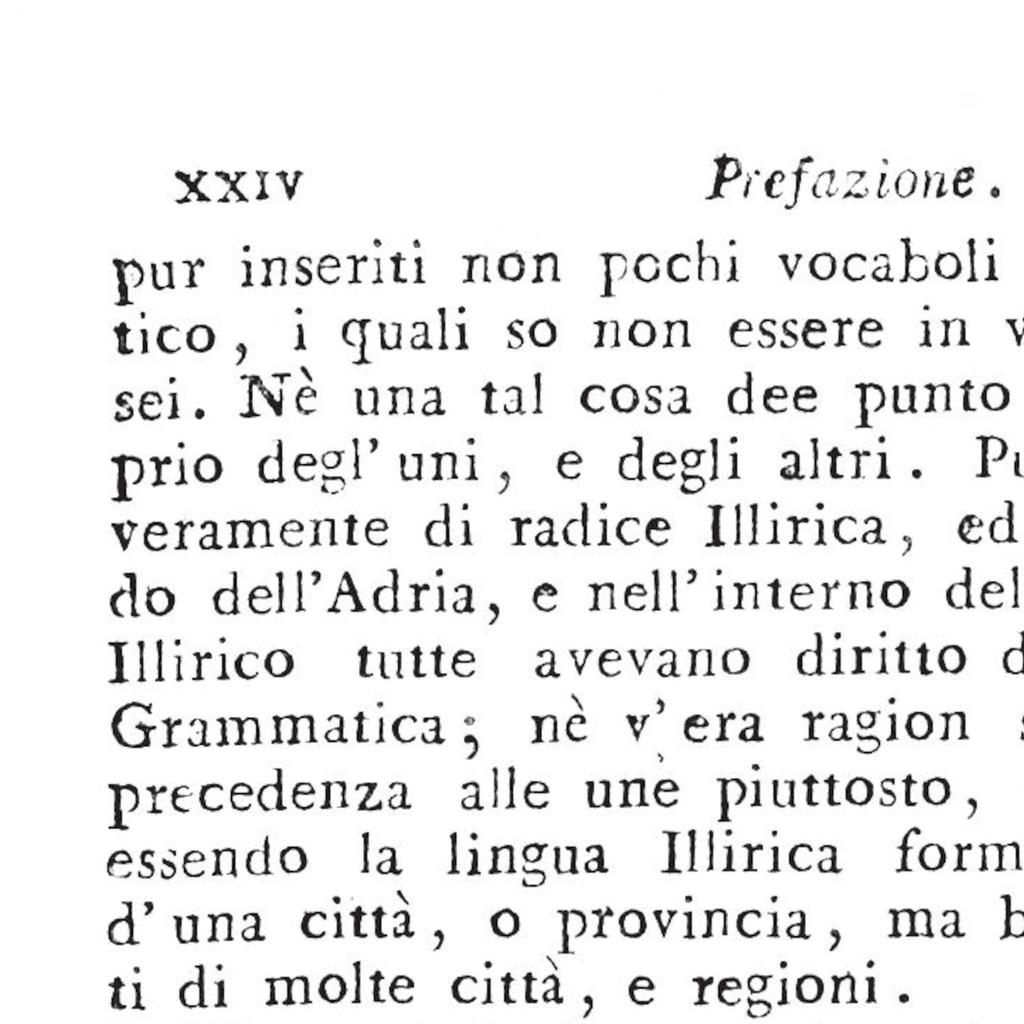 XXIV Prefazione.
pur inseriti non pochi vocaboli
tico, i quali so non essere in
sei. Nè una tal cosa dee punto
prio degl'uni, e degli altri.
veramente di radice Illirica, ed
do dell'Adria, e nell'interno del
Illirico tutte avevano diritto
Grammatica; nè v'era ragion
precedenza alle une piuttosto,
essendo la lingua Illirica form
d'una città, o provincia, ma
ti di molte città, e regioni.